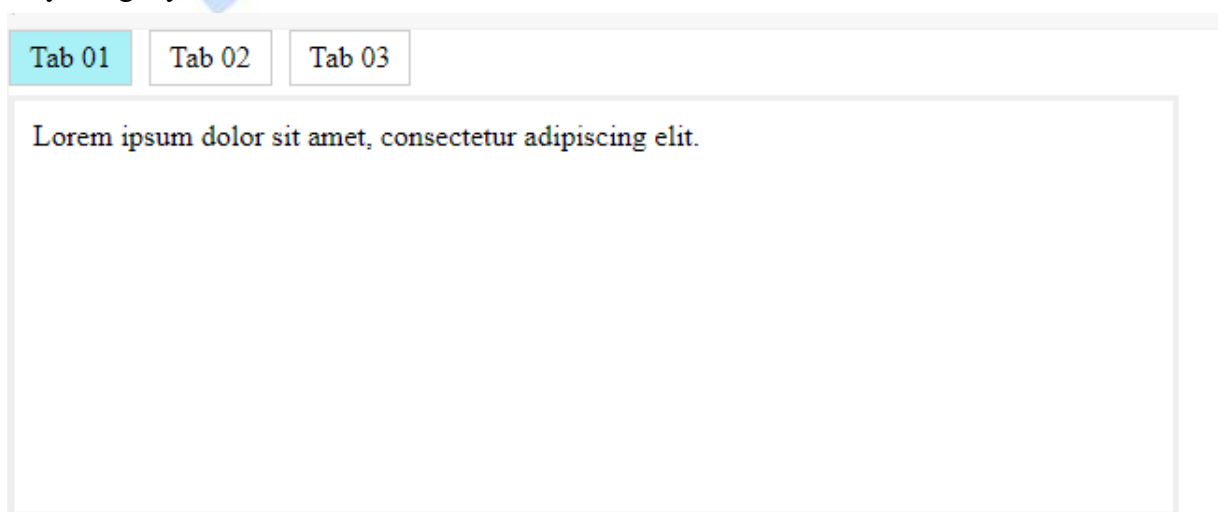 Tab 01 Tab 02 Tab 03
Lorem ipsum dolor sit amet, consectetur adipiscing elit.